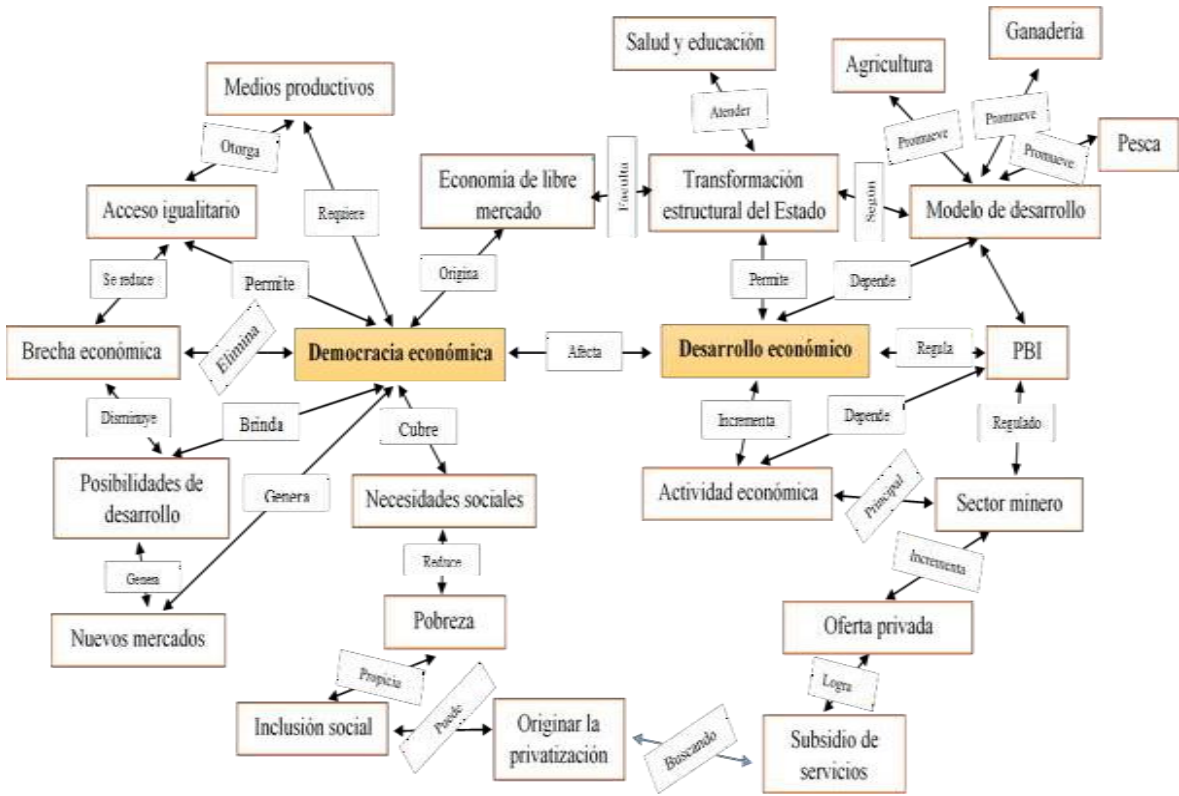 Salud y educación
Ganadería
Agricultura
Medios productivos
Atender
Promueve
Promueve
Promueve
Pesca
Otorga
Economía de libre
mercado
Faculta
Transformación
estructural del Estado
Según
Modelo de desarrollo
Acceso igualitario
Requiere
Se reduce
Permite
Origina
Permite
Depende
Brecha económica
Elimina
Democracia económica
Afecta
Desarrollo económico
Regula
PBI
Disminuye
Brinda
Cubre
Incrementa
Depende
Regulado
Posibilidades de
desarrollo
Genera
Necesidades sociales
Actividad económica
Principal
Sector minero
Genera
Reduce
Incrementa
Nuevos mercados
Pobreza
Oferta privada
Propicia
Logra
Inclusión social
Puede
Originar la
privatización
Buscando
Subsidio de
servicios